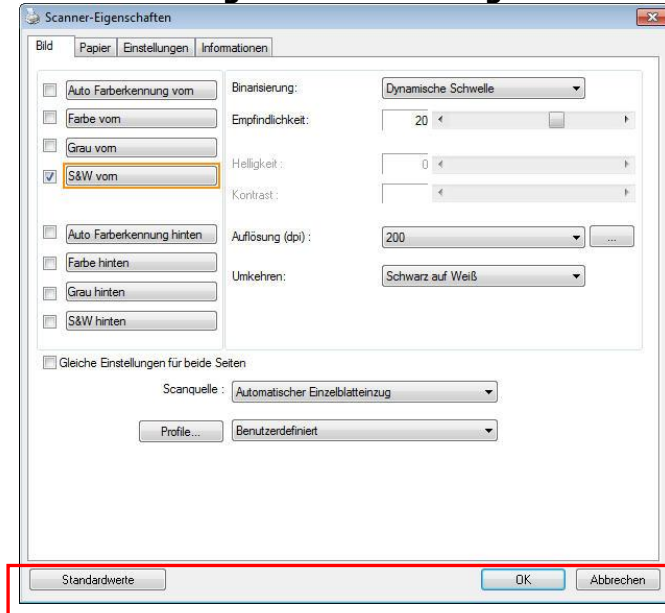 Scanner-Eigenschaften
Bild Papier Einstellungen Informationen
Auto Farberkennung vorn
Farbe vorn
Grau vorn
S&W vorn
Auto Farberkennung hinten
Farbe hinten
Grau hinten
S&W hinten
Binarisierung: Dynamische Schwelle
Empfindlichkeit: 20
Helligkeit : 0
Kontrast :
Auflösung (dpi) : 200 ...
Umkehren: Schwarz auf Weiß
Gleiche Einstellungen für beide Seiten
Scanquelle : Automatischer Einzelblatteinzug
Profile... Benutzerdefiniert
Standardwerte OK Abbrechen